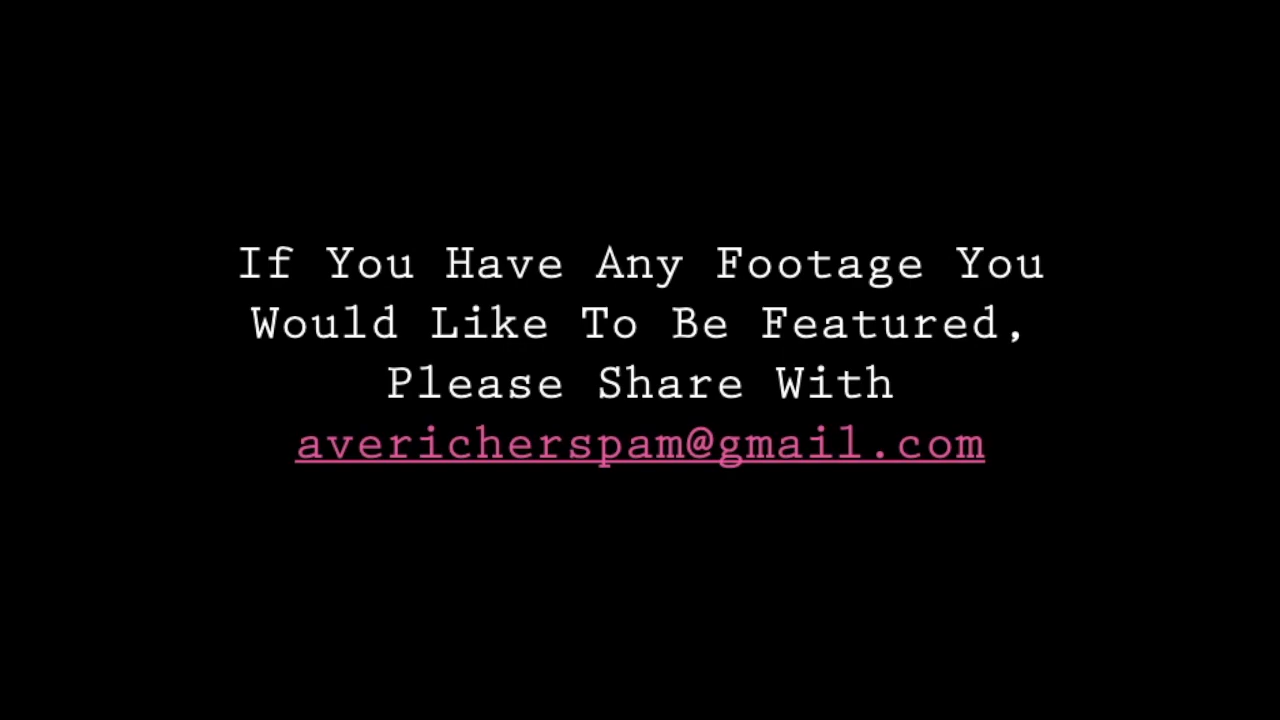 If You Have Any Footage You
Would Like To Be Featured,
Please Share With
avericherspam@gmail.com